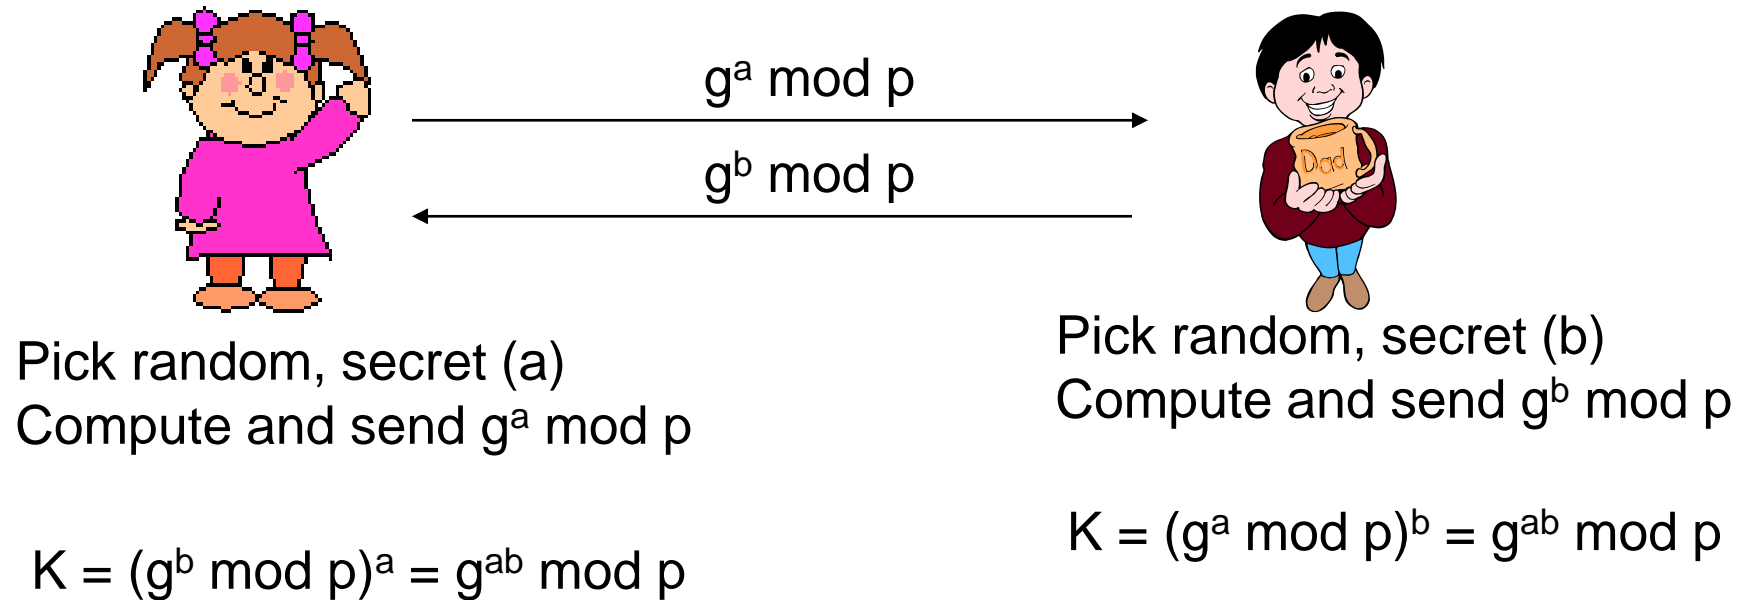 gᵃ mod p
gᵇ mod p
Dad
Pick random, secret (a)
Compute and send gᵃ mod p
K = (gᵇ mod p)ᵃ = gᵃᵇ mod p
Pick random, secret (b)
Compute and send gᵇ mod p
K = (gᵃ mod p)ᵇ = gᵃᵇ mod p